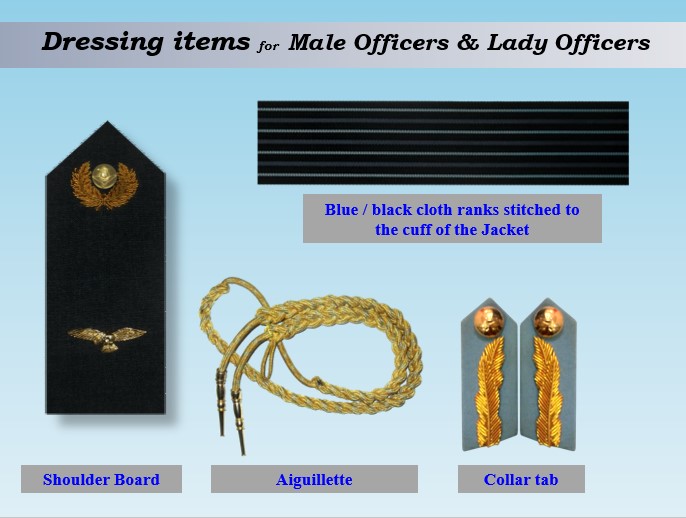 Dressing items for Male Officers & Lady Officers
Blue / black cloth ranks stitched to
the cuff of the Jacket
Shoulder Board
Aiguillette
Collar tab